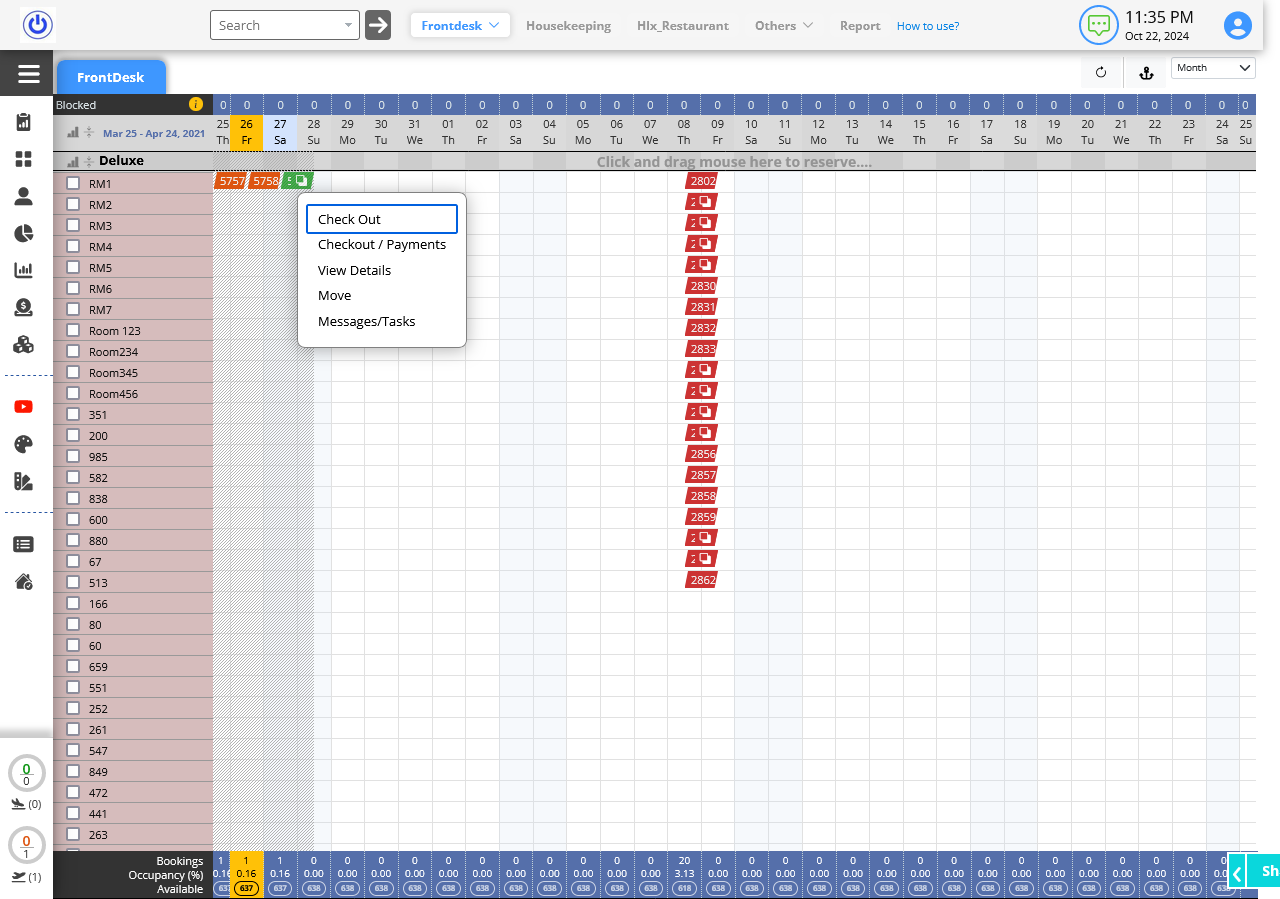 Search
Frontdesk
Housekeeping
Hlx_Restaurant
Others
Report
How to use?
11:35 PM
Oct 22, 2024
FrontDesk
Month
Blocked
0 0 0 0 0 0 0 0 0 0 0 0 0 0 0 0 0 0 0 0 0 0 0 0 0 0 0 0 0 0 0 0
Mar 25 - Apr 24, 2021
25 26 27 28 29 30 31 01 02 03 04 05 06 07 08 09 10 11 12 13 14 15 16 17 18 19 20 21 22 23 24 25
Th Fr Sa Su Mo Tu We Th Fr Sa Su Mo Tu We Th Fr Sa Su Mo Tu We Th Fr Sa Su Mo Tu We Th Fr Sa Su
Deluxe
Click and drag mouse here to reserve....
RM1 5757 5758 2802
RM2
RM3
RM4
RM5
RM6 2830
RM7 2831
Room 123 2832
Room234 2833
Room345
Room456
351
200
985 2856
582 2857
838 2858
600 2859
880
67
513 2862
166
80
60
659
551
252
261
547
849
472
441
263
Check Out
Checkout / Payments
View Details
Move
Messages/Tasks
0
0
(0)
0
1
(1)
Bookings 1 1 1 0 0 0 0 0 0 0 0 0 0 0 20 0 0 0 0 0 0 0 0 0 0 0 0 0 0 0 0
Occupancy (%) 0.16 0.16 0.16 0.00 0.00 0.00 0.00 0.00 0.00 0.00 0.00 0.00 0.00 0.00 3.13 0.00 0.00 0.00 0.00 0.00 0.00 0.00 0.00 0.00 0.00 0.00 0.00 0.00 0.00 0.00
Available 637 637 638 638 638 638 638 638 638 638 638 638 638 618 638 638 638 638 638 638 638 638 638 638 638 638 638 638 638
Sh